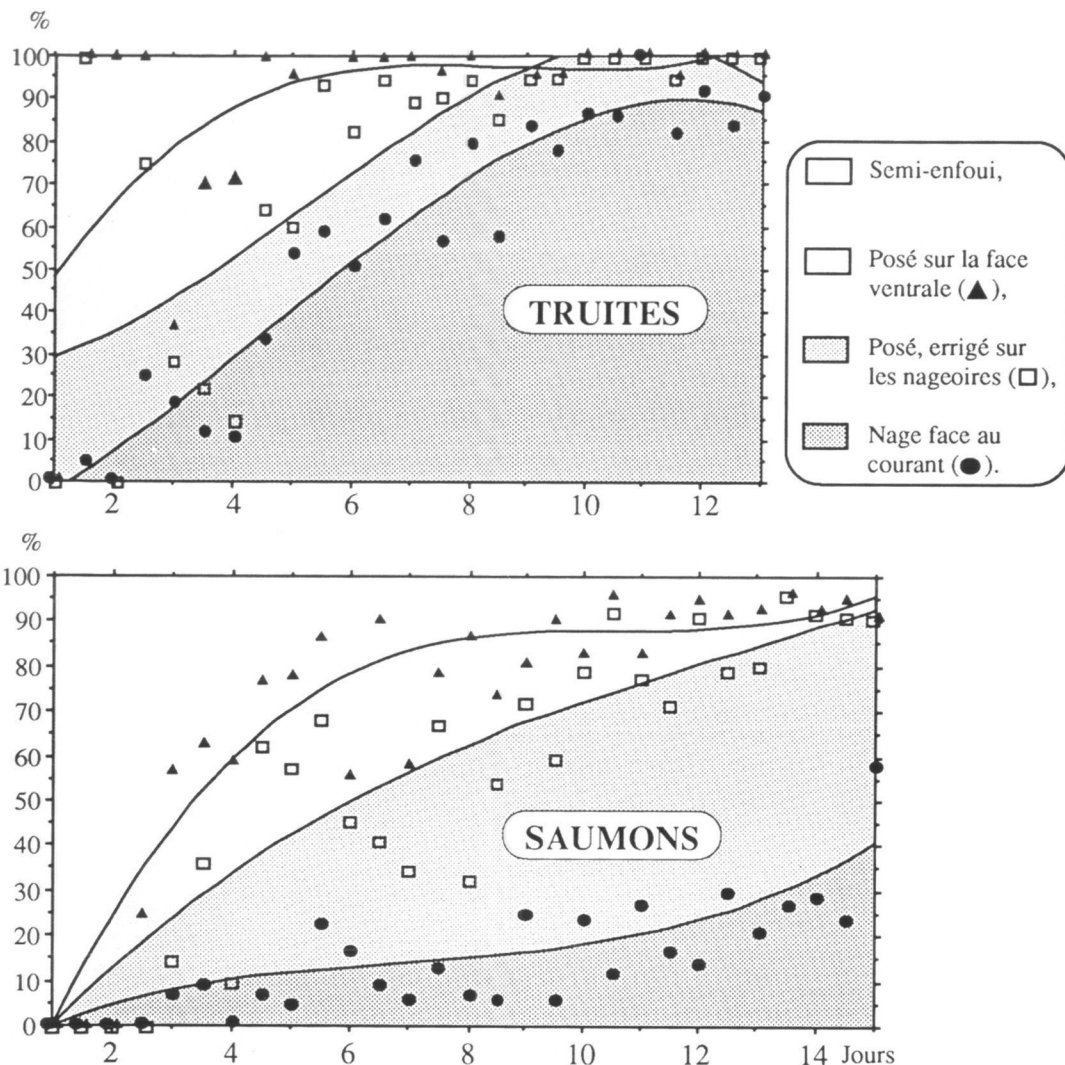 %
100
90
80
70
60
50
40
30
20
10
0
TRUITES
2 4 6 8 10 12
Semi-enfoui,
Posé sur la face
ventrale (▲),
Posé, errigé sur
les nageoires (□),
Nage face au
courant (●).
%
100
90
80
70
60
50
40
30
20
10
0
SAUMONS
2 4 6 8 10 12 14 Jours